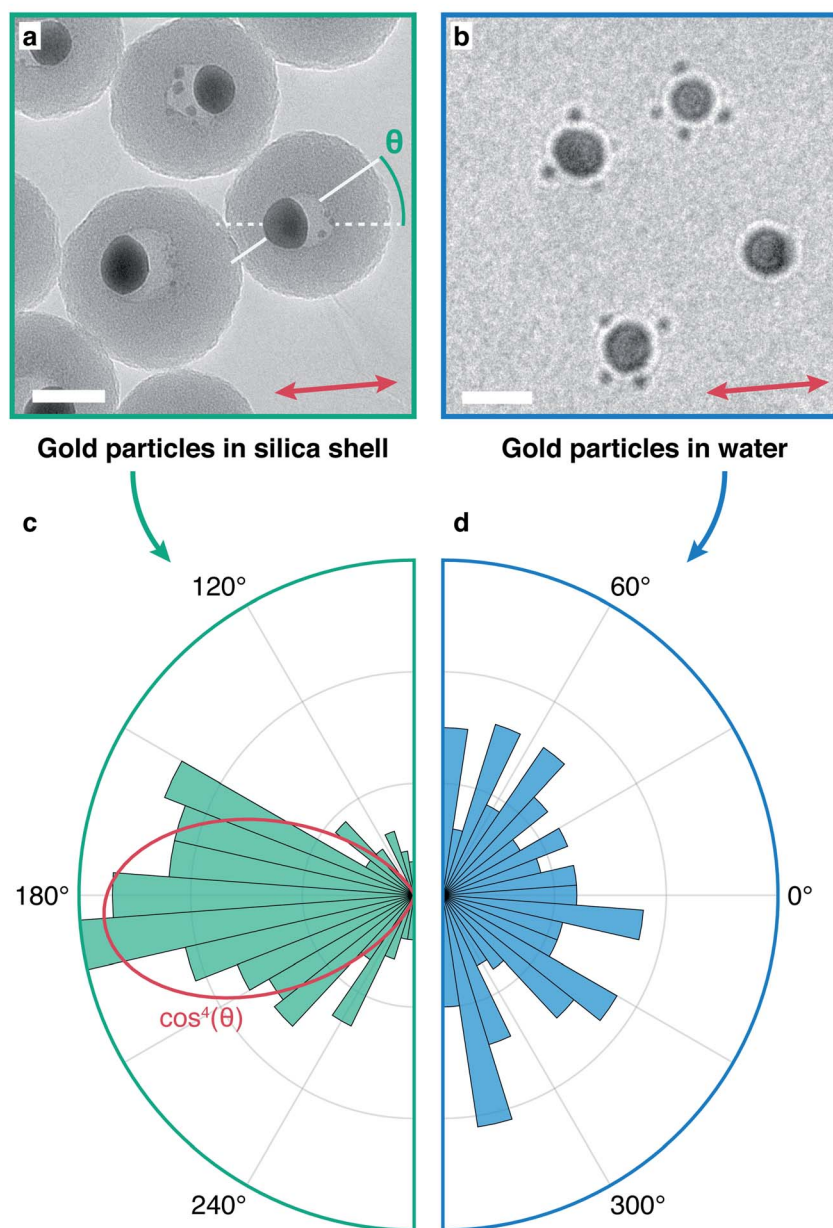 a
b
θ
Gold particles in silica shell
Gold particles in water
c
d
120°
60°
180°
0°
cos⁴(θ)
240°
300°